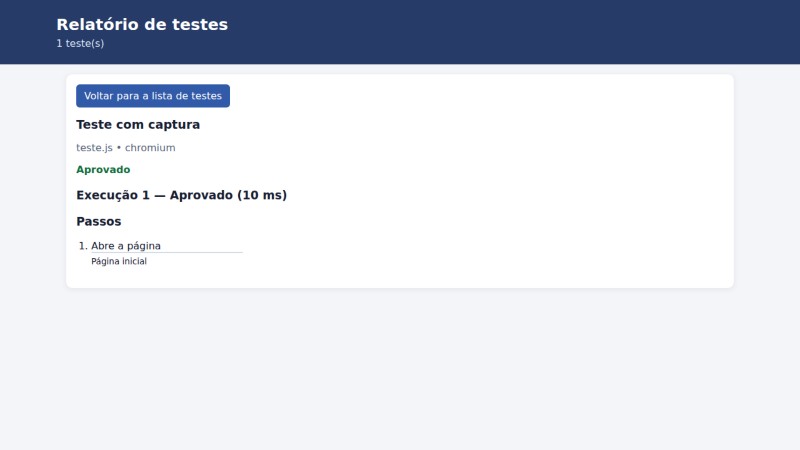 Relatório de testes
1 teste(s)
Voltar para a lista de testes
Teste com captura
teste.js • chromium
Aprovado
Execução 1 — Aprovado (10 ms)
Passos
1. Abre a página
Página inicial